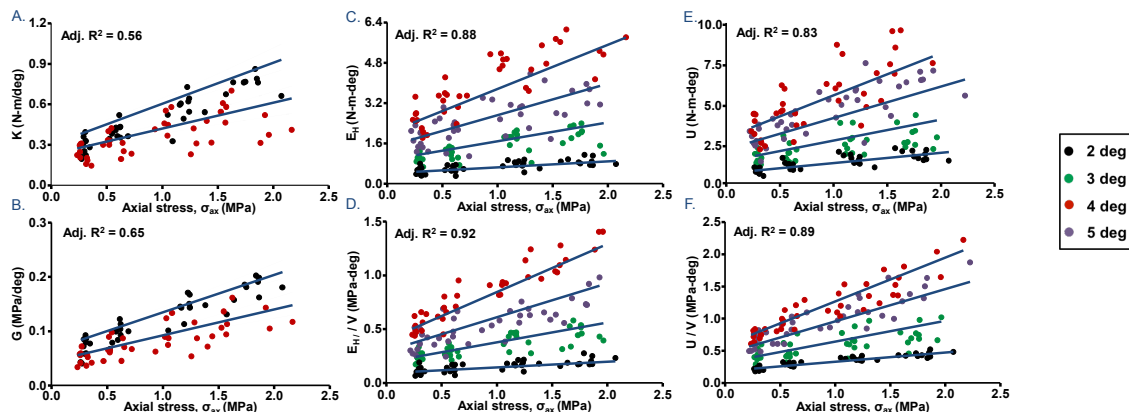 A.
Adj. R² = 0.56
K (N-m/deg)
1.2
0.9
0.6
0.3
0.0
0.0 0.5 1.0 1.5 2.0 2.5
Axial stress, σax (MPa)
B.
Adj. R² = 0.65
G (MPa/deg)
0.3
0.2
0.1
0.0
0.0 0.5 1.0 1.5 2.0 2.5
Axial stress, σax (MPa)
C.
Adj. R² = 0.88
EH (N-m-deg)
6.4
4.8
3.2
1.6
0.0
0.0 0.5 1.0 1.5 2.0 2.5
Axial stress, σax (MPa)
D.
Adj. R² = 0.92
EH / V (MPa-deg)
1.5
1.0
0.5
0.0
0.0 0.5 1.0 1.5 2.0 2.5
Axial stress, σax (MPa)
E.
Adj. R² = 0.83
U (N-m-deg)
10.0
7.5
5.0
2.5
0.0
0.0 0.5 1.0 1.5 2.0 2.5
Axial stress, σax (MPa)
F.
Adj. R² = 0.89
U / V (MPa-deg)
2.5
2.0
1.5
1.0
0.5
0.0
0.0 0.5 1.0 1.5 2.0 2.5
Axial stress, σax (MPa)
2 deg
3 deg
4 deg
5 deg